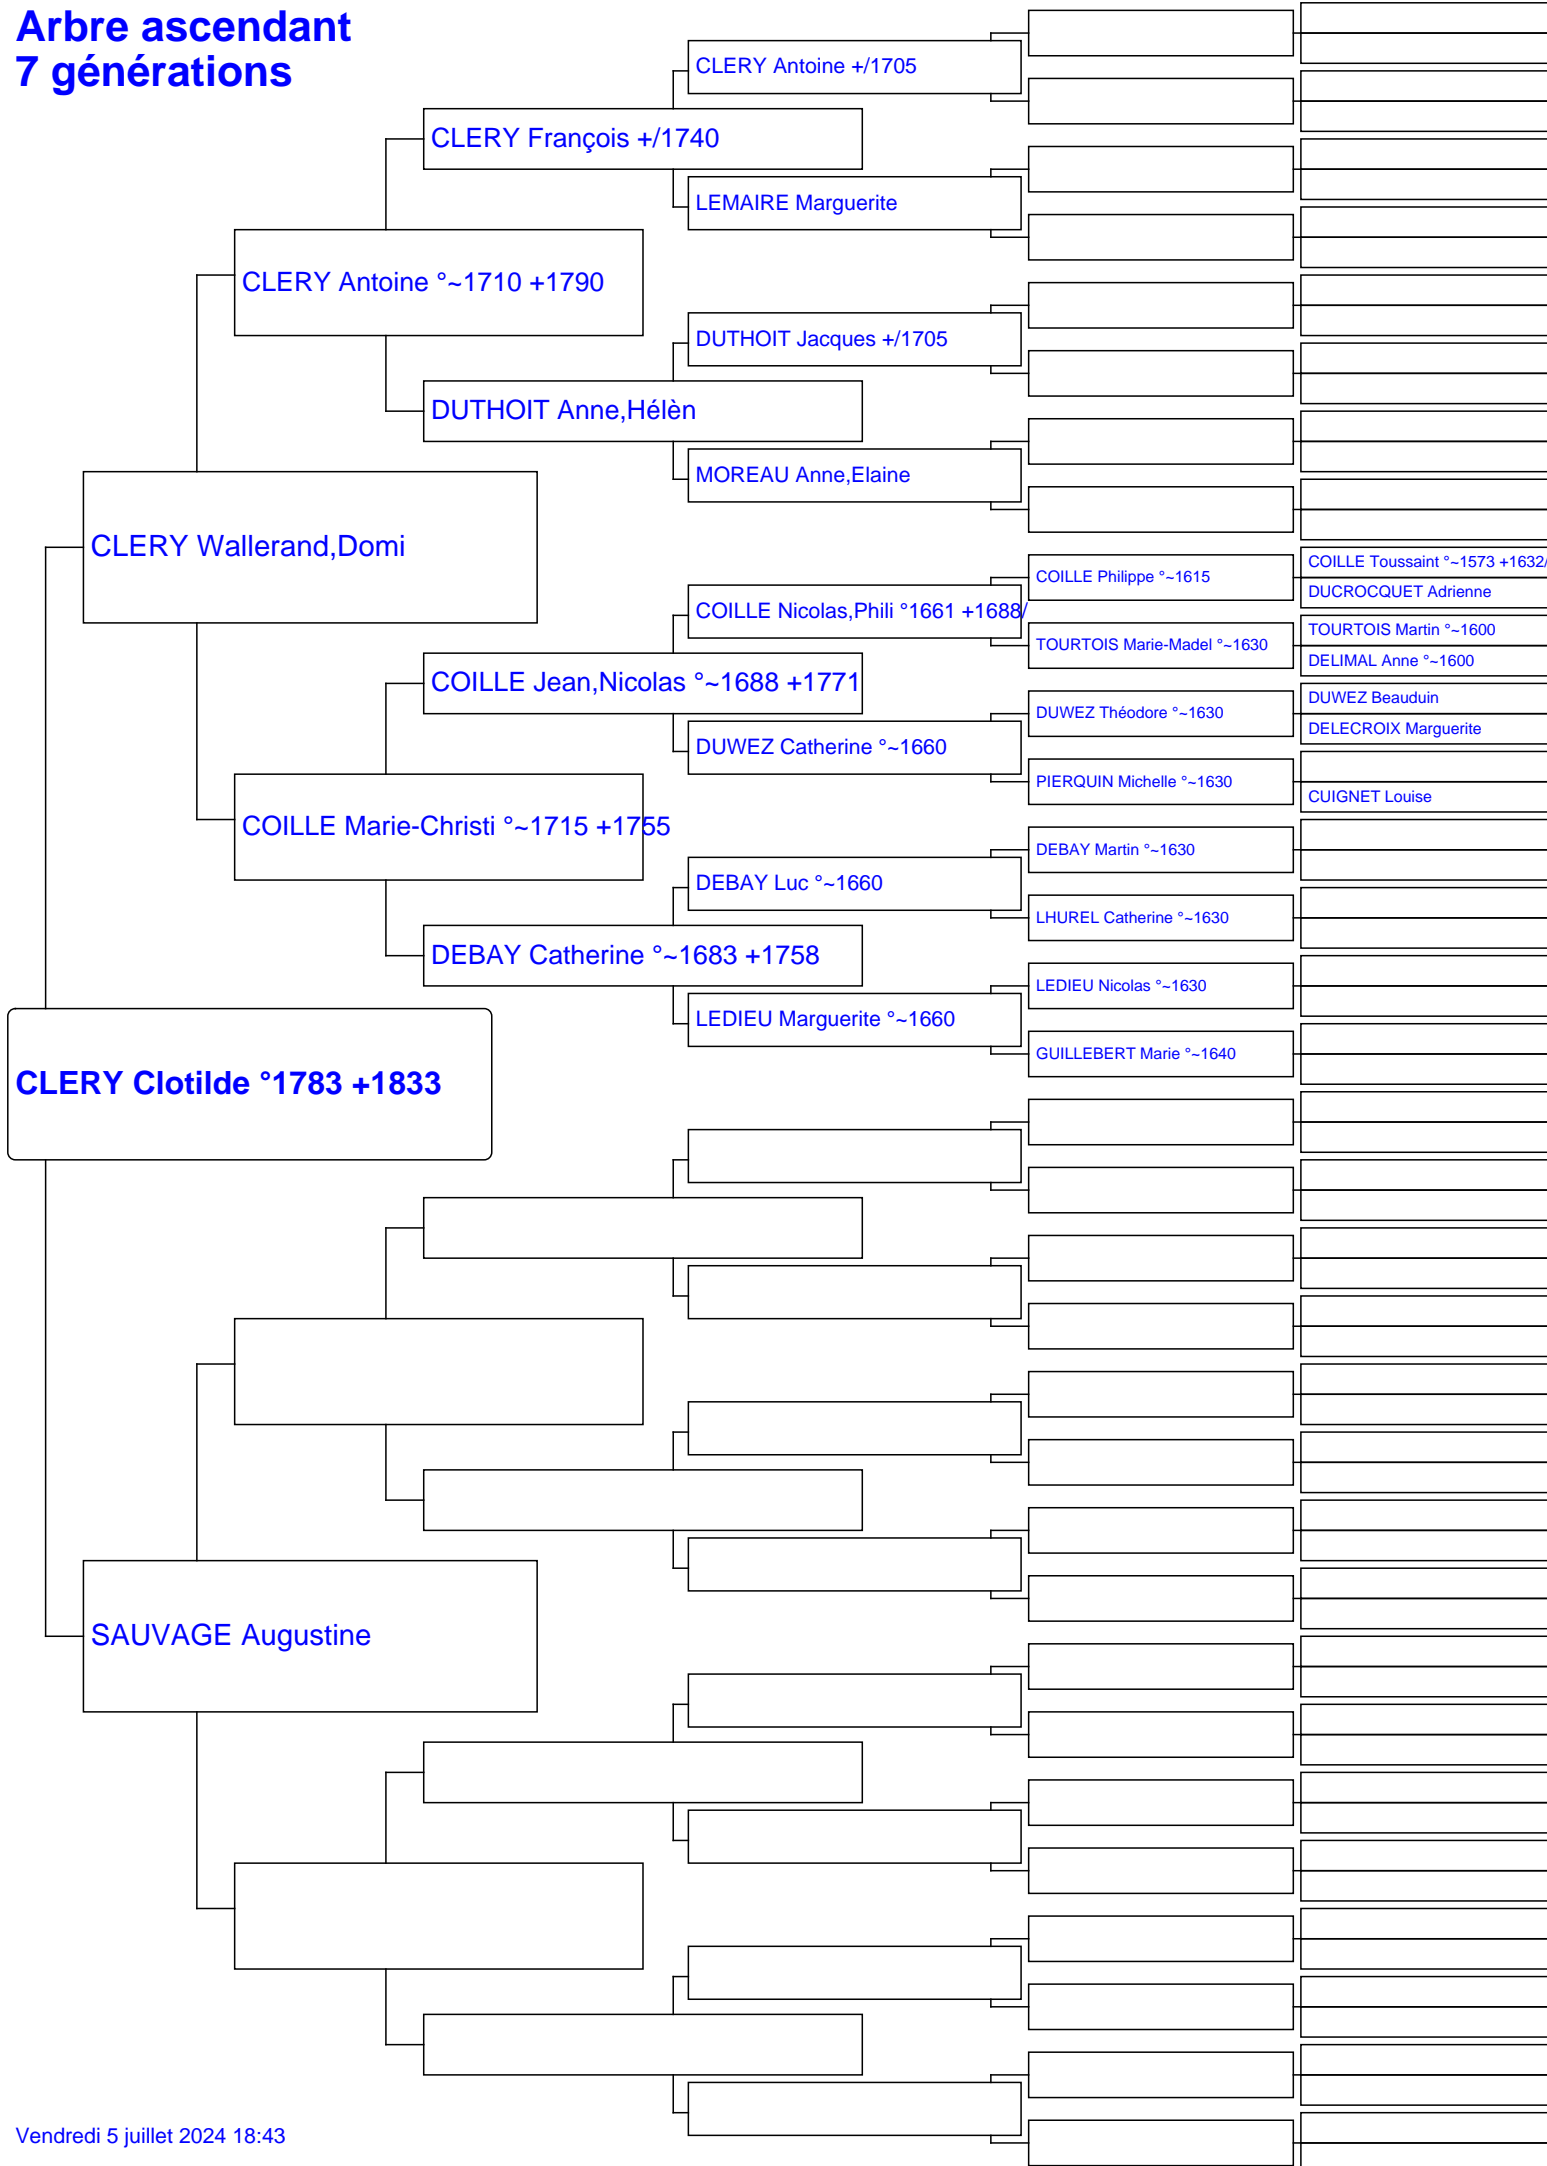 Arbre ascendant
7 générations
CLERY Antoine +/1705
CLERY François +/1740
LEMAIRE Marguerite
CLERY Antoine °~1710 +1790
DUTHOIT Jacques +/1705
DUTHOIT Anne,Hélèn
MOREAU Anne,Elaine
CLERY Wallerand,Domi
COILLE Toussaint °~1573 +1632/
COILLE Philippe °~1615
DUCROCQUET Adrienne
COILLE Nicolas,Phili °1661 +1688/
TOURTOIS Martin °~1600
TOURTOIS Marie-Madel °~1630
DELIMAL Anne °~1600
COILLE Jean,Nicolas °~1688 +1771
DUWEZ Beauduin
DUWEZ Théodore °~1630
DELECROIX Marguerite
DUWEZ Catherine °~1660
PIERQUIN Michelle °~1630
CUIGNET Louise
COILLE Marie-Christi °~1715 +1755
DEBAY Martin °~1630
DEBAY Luc °~1660
LHUREL Catherine °~1630
DEBAY Catherine °~1683 +1758
LEDIEU Nicolas °~1630
LEDIEU Marguerite °~1660
GUILLEBERT Marie °~1640
CLERY Clotilde °1783 +1833
SAUVAGE Augustine
Vendredi 5 juillet 2024 18:43